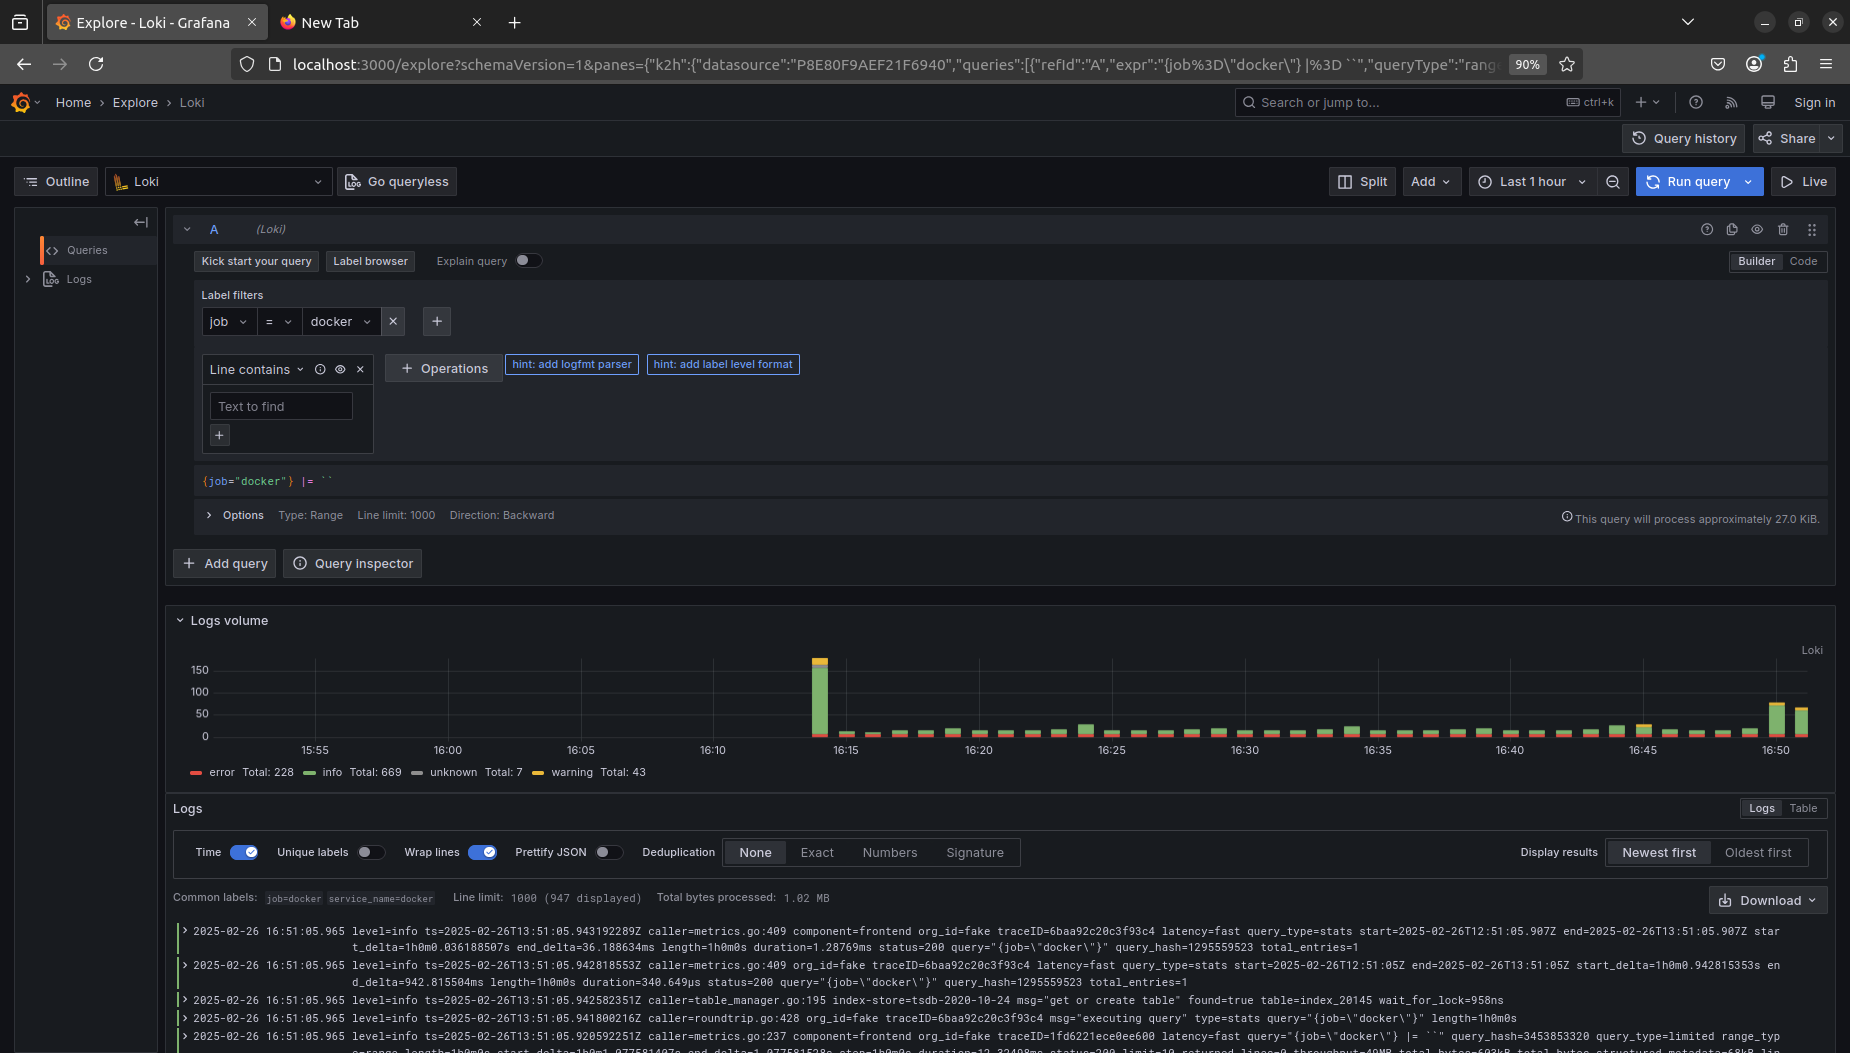 Explore - Loki - Grafana
New Tab
localhost:3000/explore?schemaVersion=1&panes={"k2h":{"datasource":"P8E80F9AEF21F6940","queries":[{"refId":"A","expr":"{job%3D\"docker\"} |%3D ``","queryType":"rang
90%
Home › Explore › Loki
Search or jump to...
ctrl+k
Sign in
Query history
Share
Outline
Loki
Go queryless
Split
Add
Last 1 hour
Run query
Live
Queries
Logs
A (Loki)
Kick start your query
Label browser
Explain query
Builder
Code
Label filters
job
=
docker
Line contains
Operations
hint: add logfmt parser
hint: add label level format
Text to find
{job="docker"} |= ``
Options Type: Range Line limit: 1000 Direction: Backward
This query will process approximately 27.0 KiB.
Add query
Query inspector
Logs volume
Loki
150
100
50
0
15:55 16:00 16:05 16:10 16:15 16:20 16:25 16:30 16:35 16:40 16:45 16:50
error Total: 228 info Total: 669 unknown Total: 7 warning Total: 43
Logs
Logs Table
Time
Unique labels
Wrap lines
Prettify JSON
Deduplication
None Exact Numbers Signature
Display results
Newest first
Oldest first
Common labels: job=docker service_name=docker Line limit: 1000 (947 displayed) Total bytes processed: 1.02 MB
Download
2025-02-26 16:51:05.965 level=info ts=2025-02-26T13:51:05.943192289Z caller=metrics.go:409 component=frontend org_id=fake traceID=6baa92c20c3f93c4 latency=fast query_type=stats start=2025-02-26T12:51:05.907Z end=2025-02-26T13:51:05.907Z star
t_delta=1h0m0.036188507s end_delta=36.188634ms length=1h0m0s duration=1.28769ms status=200 query="{job=\"docker\"}" query_hash=1295559523 total_entries=1
2025-02-26 16:51:05.965 level=info ts=2025-02-26T13:51:05.942818553Z caller=metrics.go:409 org_id=fake traceID=6baa92c20c3f93c4 latency=fast query_type=stats start=2025-02-26T12:51:05Z end=2025-02-26T13:51:05Z start_delta=1h0m0.942815353s en
d_delta=942.815504ms length=1h0m0s duration=340.649µs status=200 query="{job=\"docker\"}" query_hash=1295559523 total_entries=1
2025-02-26 16:51:05.965 level=info ts=2025-02-26T13:51:05.942582351Z caller=table_manager.go:195 index-store=tsdb-2020-10-24 msg="get or create table" found=true table=index_20145 wait_for_lock=958ns
2025-02-26 16:51:05.965 level=info ts=2025-02-26T13:51:05.941800216Z caller=roundtrip.go:428 org_id=fake traceID=6baa92c20c3f93c4 msg="executing query" type=stats query="{job=\"docker\"}" length=1h0m0s
2025-02-26 16:51:05.965 level=info ts=2025-02-26T13:51:05.920592251Z caller=metrics.go:237 component=frontend org_id=fake traceID=1fd6221ece0ee600 latency=fast query="{job=\"docker\"} |= ``" query_hash=3453853320 query_type=limited range_typ